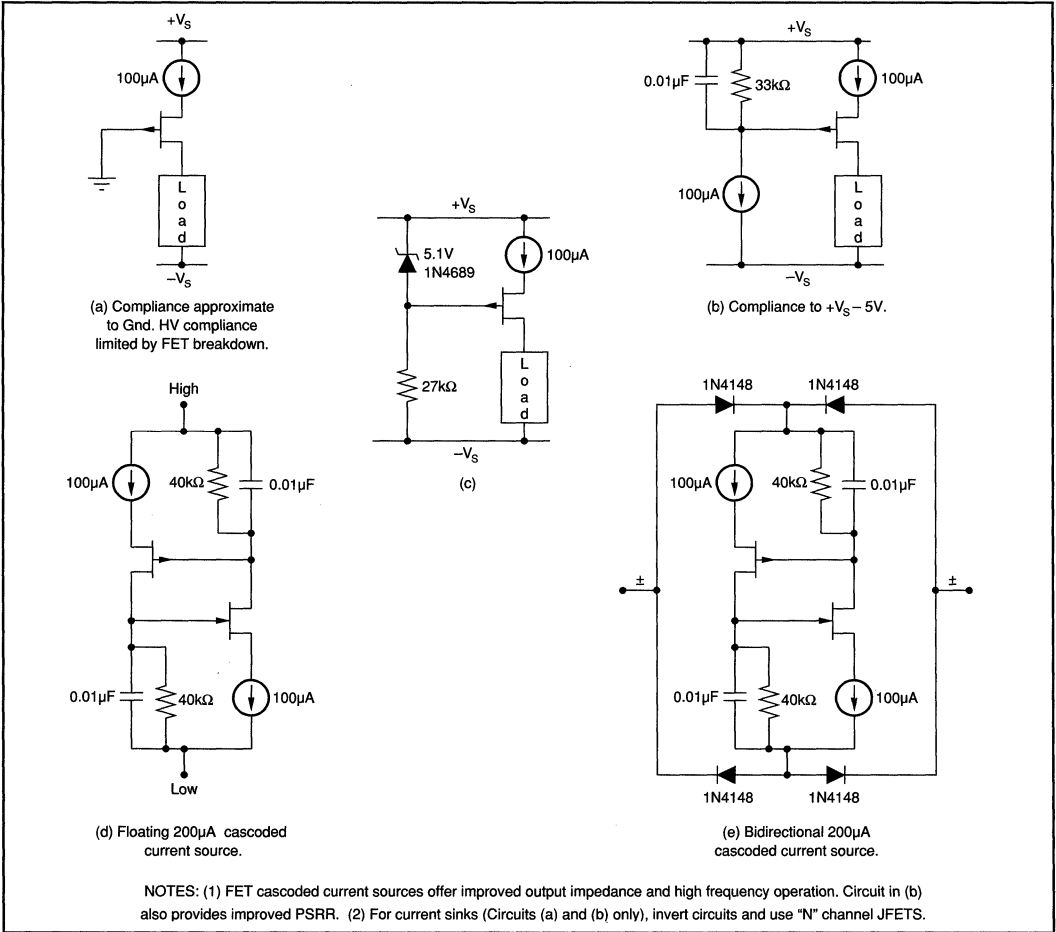 +VS
100µA
Load
–VS
(a) Compliance approximate
to Gnd. HV compliance
limited by FET breakdown.
+VS
0.01µF
33kΩ
100µA
100µA
Load
–VS
(b) Compliance to +VS – 5V.
+VS
5.1V
1N4689
100µA
27kΩ
Load
–VS
(c)
High
100µA
40kΩ
0.01µF
0.01µF
40kΩ
100µA
Low
(d) Floating 200µA cascoded
current source.
1N4148
1N4148
100µA
40kΩ
0.01µF
±
±
0.01µF
40kΩ
100µA
1N4148
1N4148
(e) Bidirectional 200µA
cascoded current source.
NOTES: (1) FET cascoded current sources offer improved output impedance and high frequency operation. Circuit in (b)
also provides improved PSRR. (2) For current sinks (Circuits (a) and (b) only), invert circuits and use “N” channel JFETS.